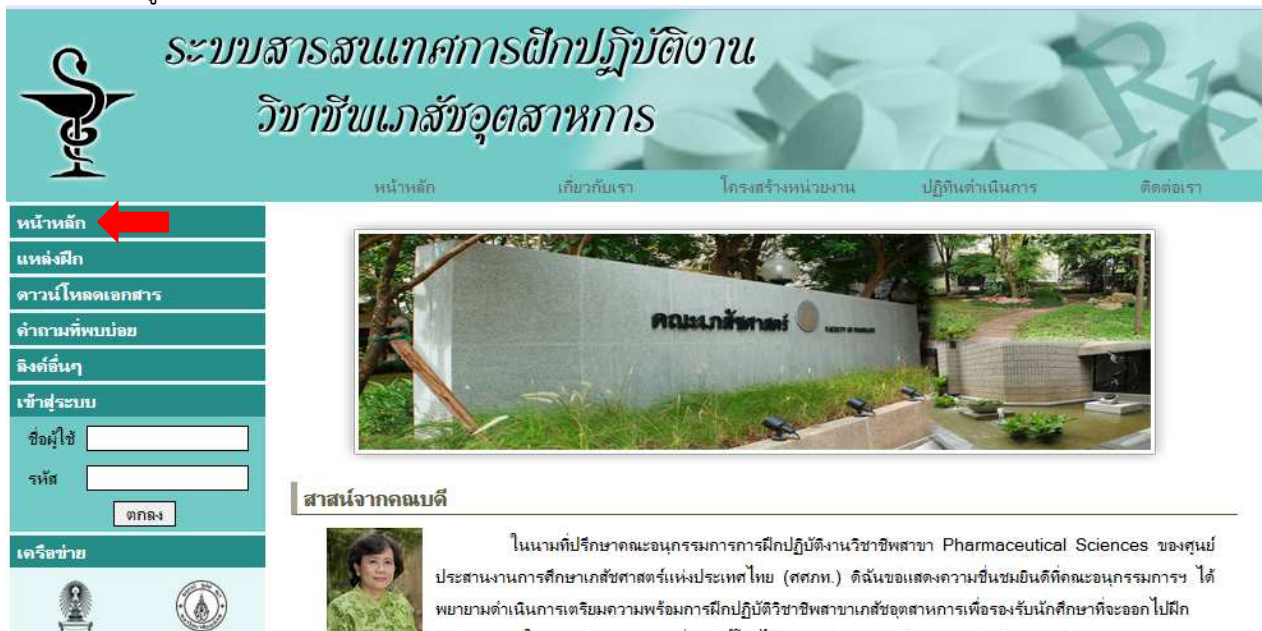 ระบบสารสนเทศการฝึกปฏิบัติงาน
วิชาชีพเภสัชอุตสาหการ
หน้าหลัก เกี่ยวกับเรา โครงสร้างหน่วยงาน ปฏิทินดำเนินการ ติดต่อเรา
หน้าหลัก
แหล่งฝึก
ดาวน์โหลดเอกสาร
คำถามที่พบบ่อย
ลิงค์อื่นๆ
เข้าสู่ระบบ
ชื่อผู้ใช้
รหัส
ตกลง
เครือข่าย
Rx
คณะเภสัชศาสตร์
FACULTY OF PHARMACY
สาสน์จากคณบดี
ในนามที่ปรึกษาคณะอนุกรรมการการฝึกปฏิบัติงานวิชาชีพสาขา Pharmaceutical Sciences ของศูนย์
ประสานงานการศึกษาเภสัชศาสตร์แห่งประเทศไทย (ศศภท.) ดิฉันขอแสดงความชื่นชมยินดีที่คณะอนุกรรมการฯ ได้
พยายามดำเนินการเตรียมความพร้อมการฝึกปฏิบัติวิชาชีพสาขาเภสัชอุตสาหการเพื่อรองรับนักศึกษาที่จะออกไปฝึก